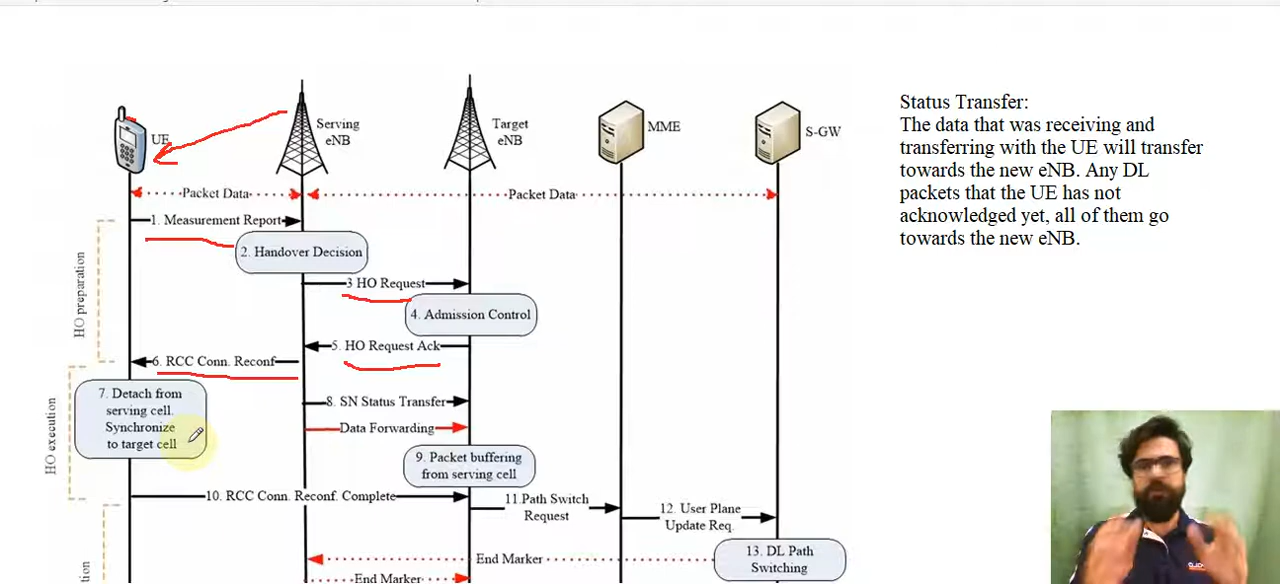 Status Transfer:
The data that was receiving and
transferring with the UE will transfer
towards the new eNB. Any DL
packets that the UE has not
acknowledged yet, all of them go
towards the new eNB.
UE
Serving
eNB
Target
eNB
MME
S-GW
Packet Data
Packet Data
1. Measurement Report
2. Handover Decision
3 HO Request
4. Admission Control
5. HO Request Ack
6. RCC Conn. Reconf
HO preparation
7. Detach from
serving cell.
Synchronize
to target cell
8. SN Status Transfer
Data Forwarding
9. Packet buffering
from serving cell
HO execution
10. RCC Conn. Reconf. Complete
11.Path Switch
Request
12. User Plane
Update Req.
13. DL Path
Switching
End Marker
End Marker